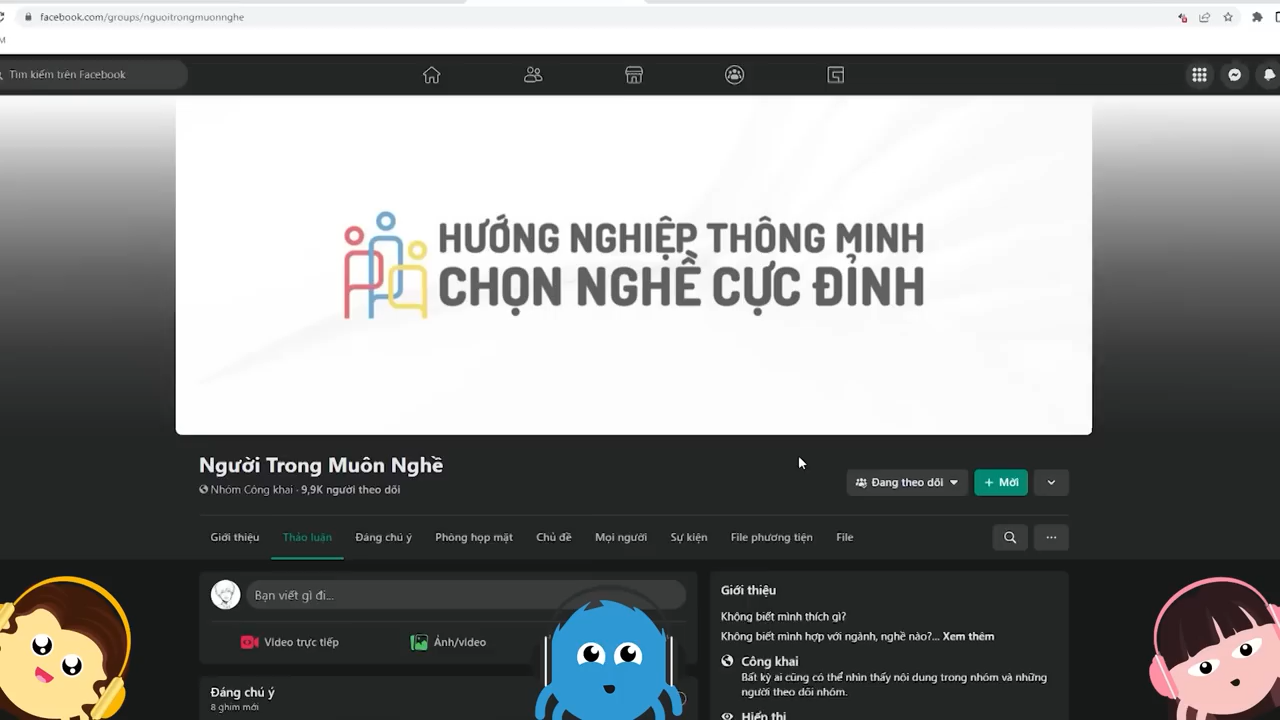 facebook.com/groups/nguoitrongmuonnghe
Tìm kiếm trên Facebook
HƯỚNG NGHIỆP THÔNG MINH
CHỌN NGHỀ CỰC ĐỈNH
Người Trong Muôn Nghề
Nhóm Công khai · 9,9K người theo dõi
Đang theo dõi
+ Mời
Giới thiệu Thảo luận Đáng chú ý Phòng họp mặt Chủ đề Mọi người Sự kiện File phương tiện File
Bạn viết gì đi...
Video trực tiếp
Ảnh/video
Đáng chú ý
8 ghim mới
Giới thiệu
Không biết mình thích gì?
Không biết mình hợp với ngành, nghề nào?... Xem thêm
Công khai
Bất kỳ ai cũng có thể nhìn thấy nội dung trong nhóm và những
người theo dõi nhóm.
Hiển thị